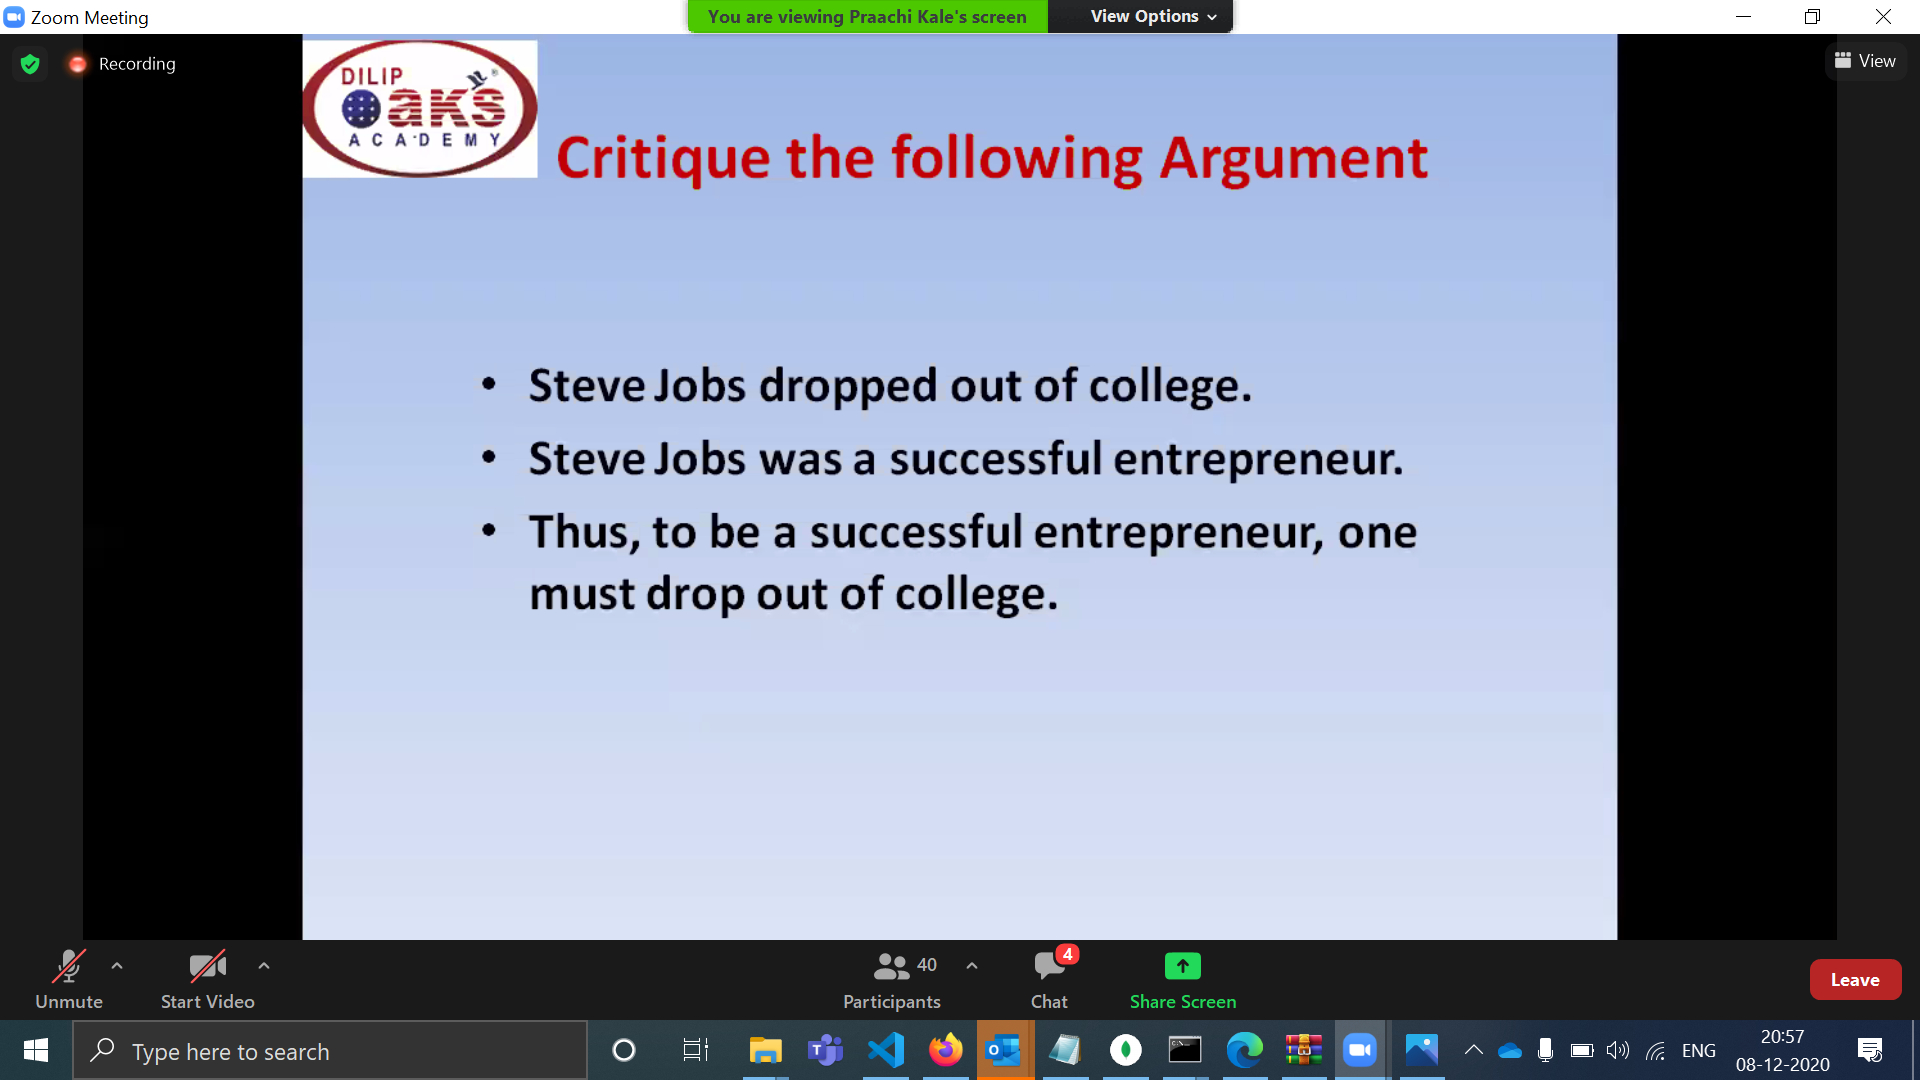 Zoom Meeting
You are viewing Praachi Kale's screen
View Options
Recording
View
DILIP
Oaks
ACADEMY
Critique the following Argument
• Steve Jobs dropped out of college.
• Steve Jobs was a successful entrepreneur.
• Thus, to be a successful entrepreneur, one
must drop out of college.
Unmute
Start Video
40
Participants
4
Chat
Share Screen
Leave
Type here to search
ENG
20:57
08-12-2020